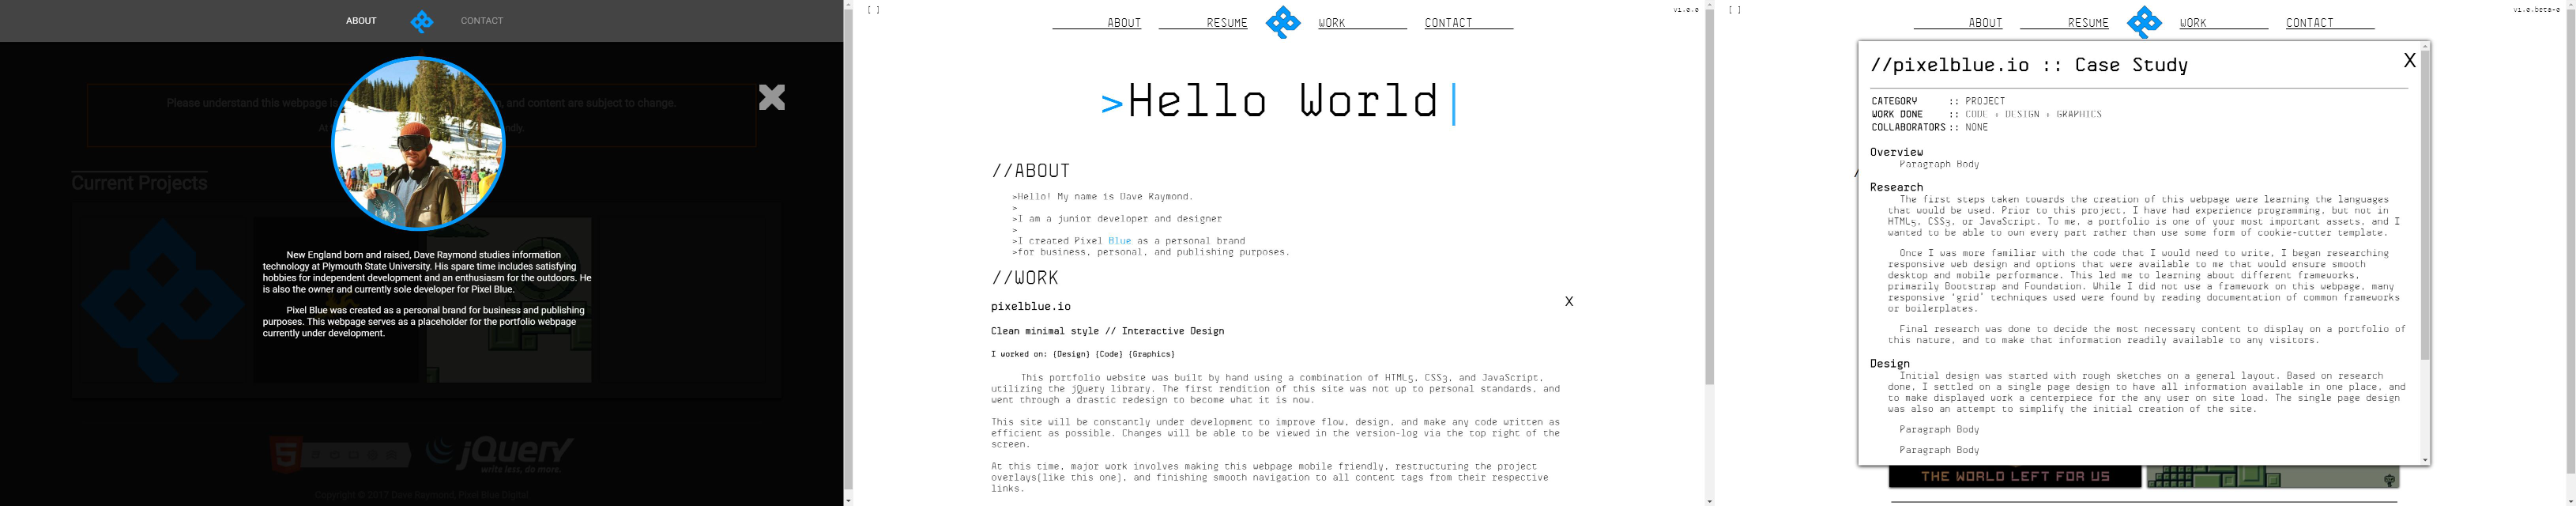 ABOUT
CONTACT
Please understand this webpage is
, and content are subject to change.
Current Projects
New England born and raised, Dave Raymond studies information
technology at Plymouth State University. His spare time includes satisfying
hobbies for independent development and an enthusiasm for the outdoors. He
is also the owner and currently sole developer for Pixel Blue.
Pixel Blue was created as a personal brand for business and publishing
purposes. This webpage serves as a placeholder for the portfolio webpage
currently under development.
jQuery
write less, do more.
Copyright © 2017 Dave Raymond, Pixel Blue Digital
[ ]
v1.0.0
ABOUT
RESUME
WORK
CONTACT
>Hello World|
//ABOUT
>Hello! My name is Dave Raymond.
>
>I am a junior developer and designer
>
>I created Pixel Blue as a personal brand
>for business, personal, and publishing purposes.
//WORK
pixelblue.io
X
Clean minimal style // Interactive Design
I worked on: {Design} {Code} {Graphics}
This portfolio website was built by hand using a combination of HTML5, CSS3, and JavaScript,
utilizing the jQuery library. The first rendition of this site was not up to personal standards, and
went through a drastic redesign to become what it is now.
This site will be constantly under development to improve flow, design, and make any code written as
efficient as possible. Changes will be able to be viewed in the version-log via the top right of the
screen.
At this time, major work involves making this webpage mobile friendly, restructuring the project
overlays[like this one], and finishing smooth navigation to all content tags from their respective
links.
[ ]
v1.0.beta-0
ABOUT
RESUME
WORK
CONTACT
//pixelblue.io :: Case Study
X
CATEGORY :: PROJECT
WORK DONE :: CODE + DESIGN + GRAPHICS
COLLABORATORS :: NONE
Overview
Paragraph Body
Research
The first steps taken towards the creation of this webpage were learning the languages
that would be used. Prior to this project, I have had experience programming, but not in
HTML5, CSS3, or JavaScript. To me, a portfolio is one of your most important assets, and I
wanted to be able to own every part rather than use some form of cookie-cutter template.
Once I was more familiar with the code that I would need to write, I began researching
responsive web design and options that were available to me that would ensure smooth
desktop and mobile performance. This led me to learning about different frameworks,
primarily Bootstrap and Foundation. While I did not use a framework on this webpage, many
responsive 'grid' techniques used were found by reading documentation of common frameworks
or boilerplates.
Final research was done to decide the most necessary content to display on a portfolio of
this nature, and to make that information readily available to any visitors.
Design
Initial design was started with rough sketches on a general layout. Based on research
done, I settled on a single page design to have all information available in one place, and
to make displayed work a centerpiece for the any user on site load. The single page design
was also an attempt to simplify the initial creation of the site.
Paragraph Body
Paragraph Body
THE WORLD LEFT FOR US